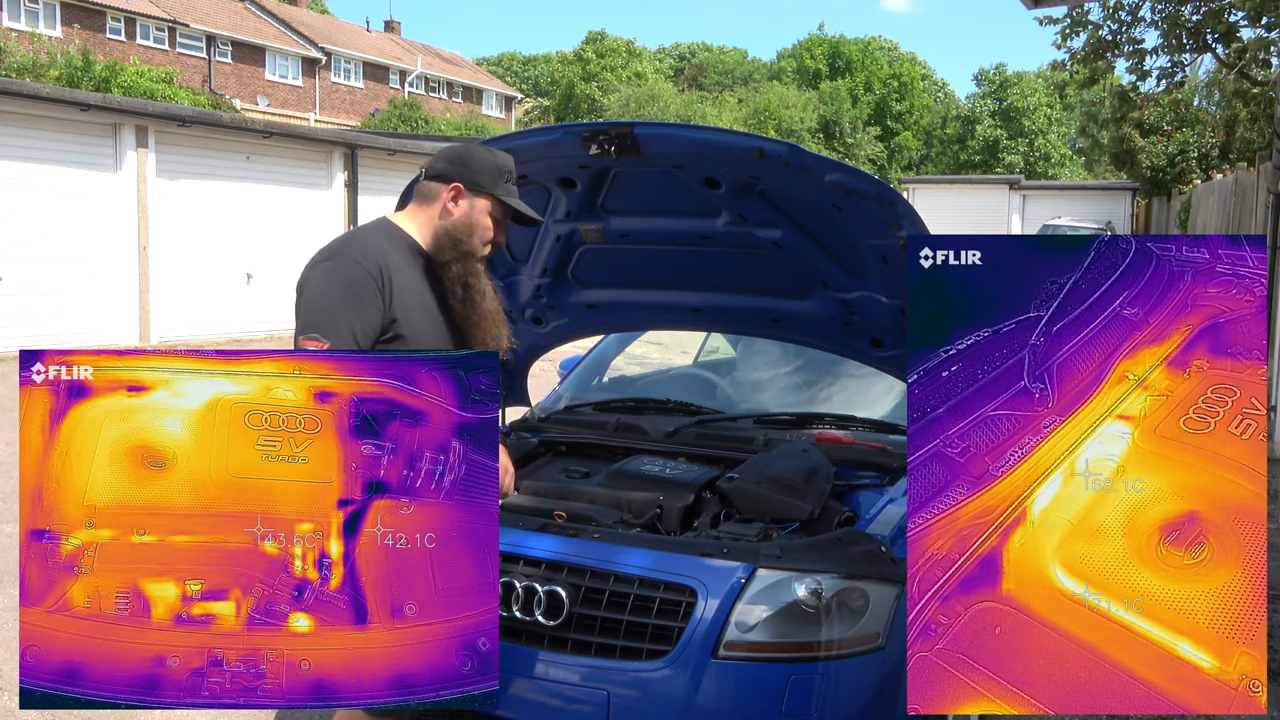 FLIR
5V
TURBO
43.6C
42.1C
5V
FLIR
68.1C
5V
71.1C